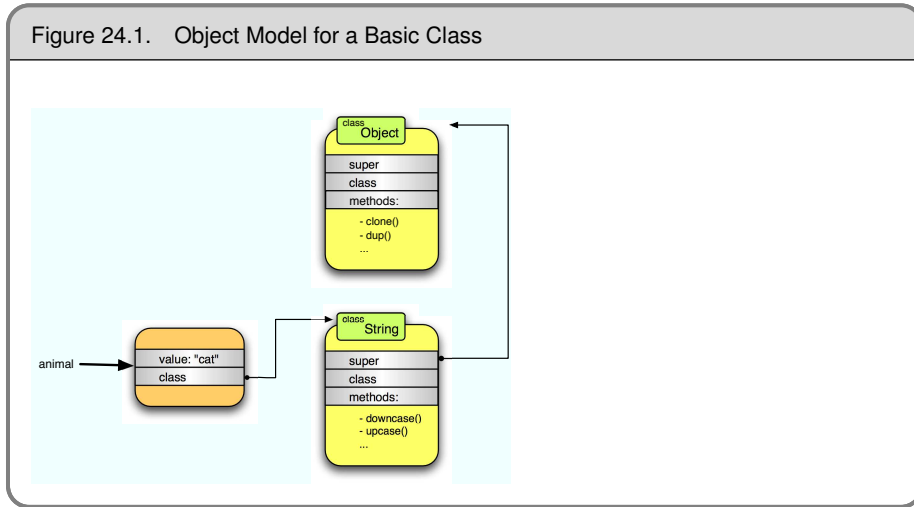 Figure 24.1. Object Model for a Basic Class
class
Object
super
class
methods:
- clone()
- dup()
...
animal
value: "cat"
class
class
String
super
class
methods:
- downcase()
- upcase()
...